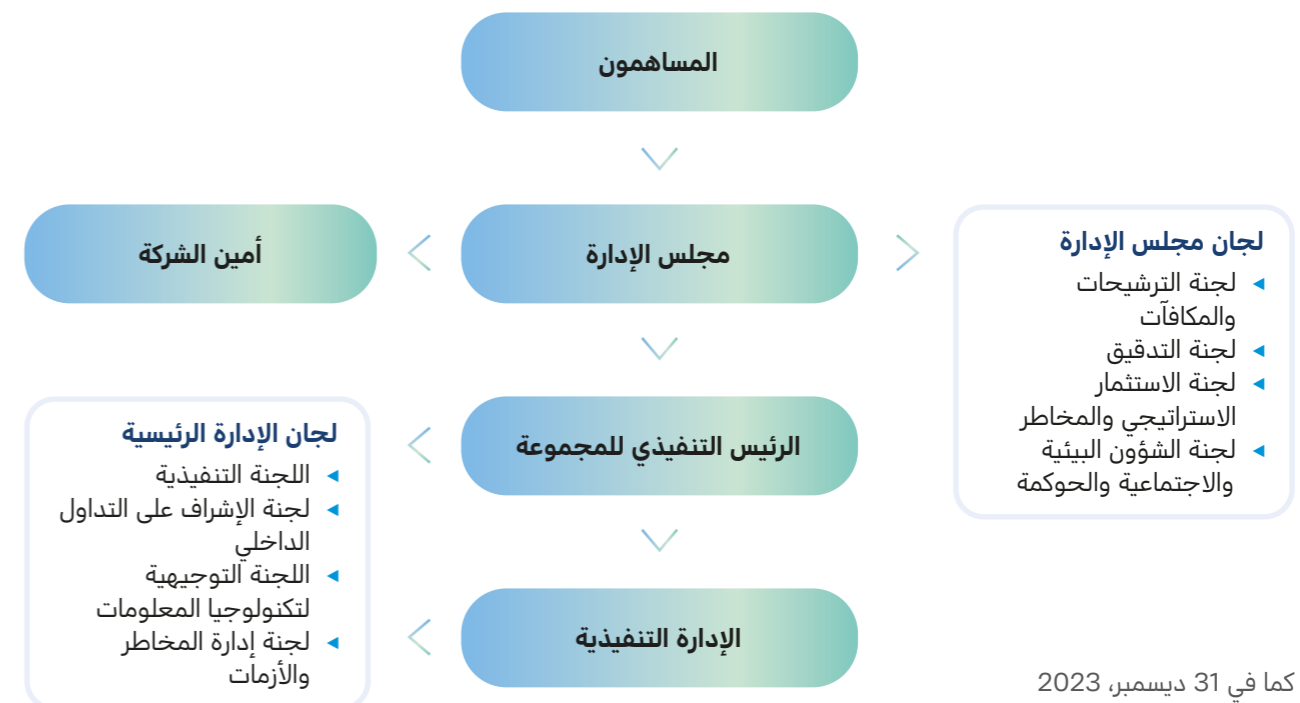 المساهمون
لجان مجلس الإدارة
لجنة الترشيحات
والمكافآت
لجنة التدقيق
لجنة الاستثمار
الاستراتيجي والمخاطر
لجنة الشؤون البيئية
والاجتماعية والحوكمة
مجلس الإدارة
أمين الشركة
الرئيس التنفيذي للمجموعة
لجان الإدارة الرئيسية
اللجنة التنفيذية
لجنة الإشراف على التداول
الداخلي
اللجنة التوجيهية
لتكنولوجيا المعلومات
لجنة إدارة المخاطر
والأزمات
الإدارة التنفيذية
كما في 31 ديسمبر، 2023